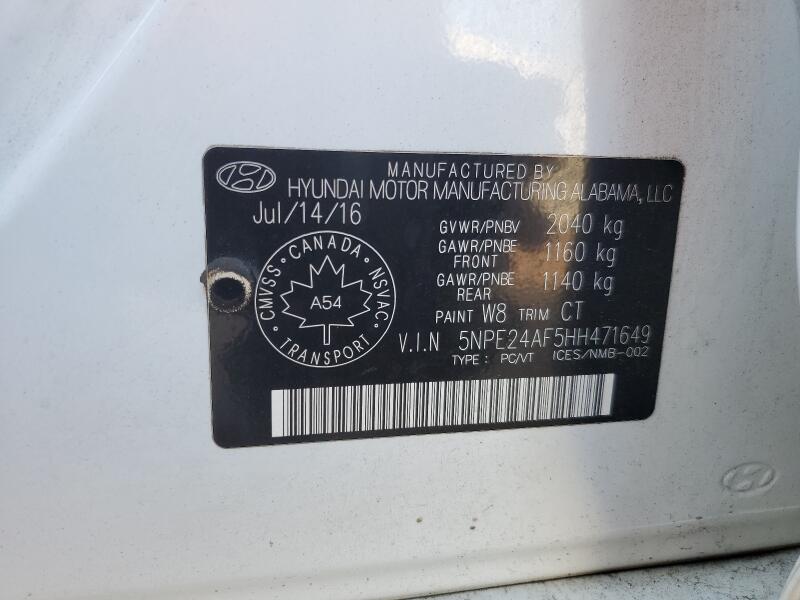 MANUFACTURED BY
HYUNDAI MOTOR MANUFACTURING ALABAMA, LLC
Jul/14/16
GVWR/PNBV 2040 kg
GAWR/PNBE FRONT 1160 kg
GAWR/PNBE REAR 1140 kg
PAINT W8 TRIM CT
V.I.N 5NPE24AF5HH471649
TYPE : PC/VT ICES/NMB-002
CANADA
CMVSS
NSVAC
A54
TRANSPORT